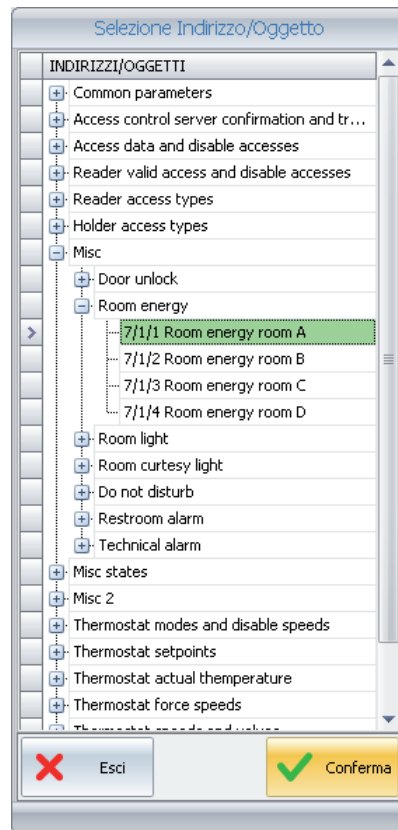 Selezione Indirizzo/Oggetto
INDIRIZZI/OGGETTI
Common parameters
Access control server confirmation and tr...
Access data and disable accesses
Reader valid access and disable accesses
Reader access types
Holder access types
Misc
Door unlock
Room energy
7/1/1 Room energy room A
7/1/2 Room energy room B
7/1/3 Room energy room C
7/1/4 Room energy room D
Room light
Room curtesy light
Do not disturb
Restroom alarm
Technical alarm
Misc states
Misc 2
Thermostat modes and disable speeds
Thermostat setpoints
Thermostat actual themperature
Thermostat force speeds
Thermostat speeds and valves
Esci
Conferma